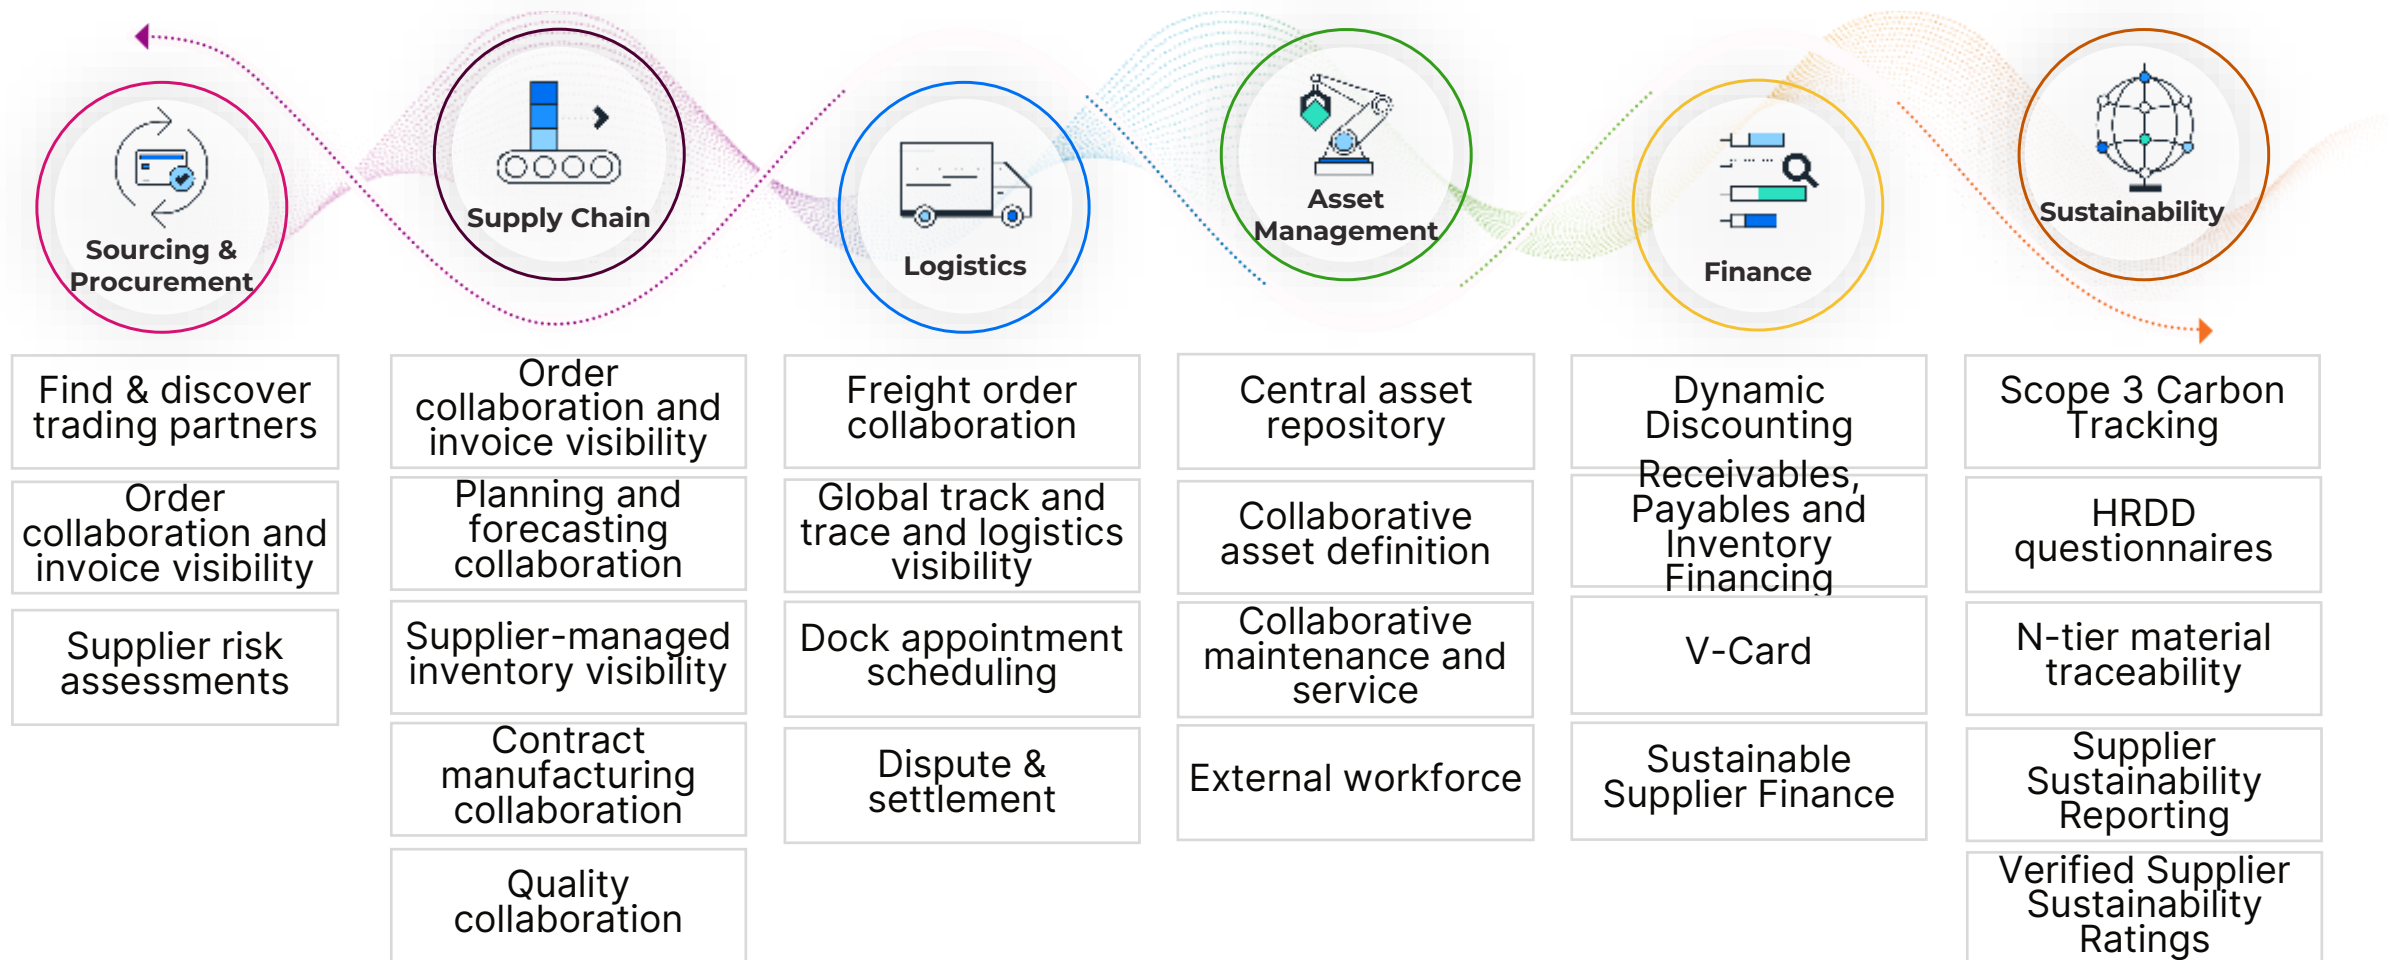 Sourcing &
Procurement
Supply Chain
Logistics
Asset
Management
Finance
Sustainability
Find & discover
trading partners
Order
collaboration and
invoice visibility
Supplier risk
assessments
Order
collaboration and
invoice visibility
Planning and
forecasting
collaboration
Supplier-managed
inventory visibility
Contract
manufacturing
collaboration
Quality
collaboration
Freight order
collaboration
Global track and
trace and logistics
visibility
Dock appointment
scheduling
Dispute &
settlement
Central asset
repository
Collaborative
asset definition
Collaborative
maintenance and
service
External workforce
Dynamic
Discounting
Receivables,
Payables and
Inventory
Financing
V-Card
Sustainable
Supplier Finance
Scope 3 Carbon
Tracking
HRDD
questionnaires
N-tier material
traceability
Supplier
Sustainability
Reporting
Verified Supplier
Sustainability
Ratings